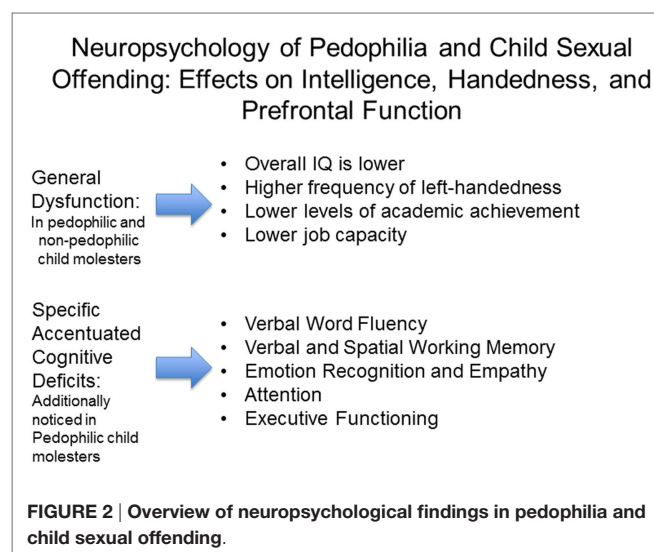 Neuropsychology of Pedophilia and Child Sexual
Offending: Effects on Intelligence, Handedness, and
Prefrontal Function
General
Dysfunction:
In pedophilic and
non-pedophilic
child molesters
• Overall IQ is lower
• Higher frequency of left-handedness
• Lower levels of academic achievement
• Lower job capacity
Specific
Accentuated
Cognitive
Deficits:
Additionally
noticed in
Pedophilic child
molesters
• Verbal Word Fluency
• Verbal and Spatial Working Memory
• Emotion Recognition and Empathy
• Attention
• Executive Functioning
FIGURE 2 | Overview of neuropsychological findings in pedophilia and
child sexual offending.